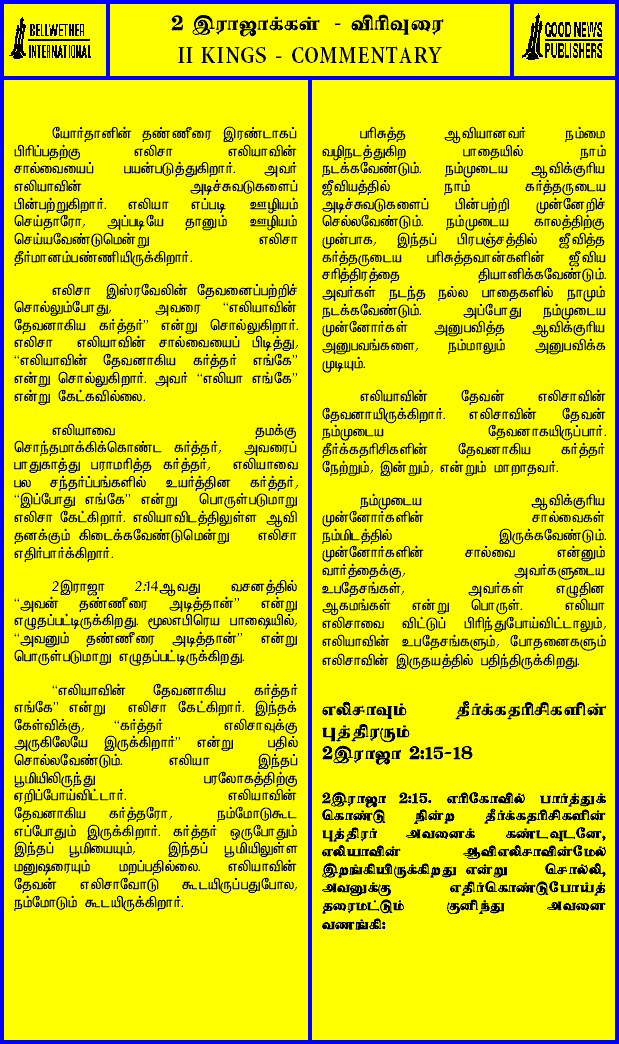 BELLWETHER
INTERNATIONAL
2 இராஜாக்கள் - விரிவுரை
II KINGS - COMMENTARY
GOOD NEWS
PUBLISHERS
யோர்தானின் தண்ணீரை இரண்டாகப்
பிரிப்பதற்கு எலிசா எலியாவின்
சால்வையைப் பயன்படுத்துகிறார். அவர்
எலியாவின் அடிச்சுவடுகளைப்
பின்பற்றுகிறார். எலியா எப்படி ஊழியம்
செய்தாரோ, அப்படியே தானும் ஊழியம்
செய்யவேண்டுமென்று எலிசா
தீர்மானம்பண்ணியிருக்கிறார்.
எலிசா இஸ்ரவேலின் தேவனைப்பற்றிச்
சொல்லும்போது, அவரை “எலியாவின்
தேவனாகிய கர்த்தர்” என்று சொல்லுகிறார்.
எலிசா எலியாவின் சால்வையைப் பிடித்து,
“எலியாவின் தேவனாகிய கர்த்தர் எங்கே”
என்று சொல்லுகிறார். அவர் “எலியா எங்கே”
என்று கேட்கவில்லை.
எலியாவை தமக்கு
சொந்தமாக்கிக்கொண்ட கர்த்தர், அவரைப்
பாதுகாத்து பராமரித்த கர்த்தர், எலியாவை
பல சந்தர்ப்பங்களில் உயர்த்தின கர்த்தர்,
“இப்போது எங்கே” என்று பொருள்படுமாறு
எலிசா கேட்கிறார். எலியாவிடத்திலுள்ள ஆவி
தனக்கும் கிடைக்கவேண்டுமென்று எலிசா
எதிர்பார்க்கிறார்.
2இராஜா 2:14ஆவது வசனத்தில்
“அவன் தண்ணீரை அடித்தான்” என்று
எழுதப்பட்டிருக்கிறது. மூலஎபிரெய பாஷையில்,
“அவனும் தண்ணீரை அடித்தான்” என்று
பொருள்படுமாறு எழுதப்பட்டிருக்கிறது.
“எலியாவின் தேவனாகிய கர்த்தர்
எங்கே” என்று எலிசா கேட்கிறார். இந்தக்
கேள்விக்கு, “கர்த்தர் எலிசாவுக்கு
அருகிலேயே இருக்கிறார்” என்று பதில்
சொல்லவேண்டும். எலியா இந்தப்
பூமியிலிருந்து பரலோகத்திற்கு
ஏறிப்போய்விட்டார். எலியாவின்
தேவனாகிய கர்த்தரோ, நம்மோடுகூட
எப்போதும் இருக்கிறார். கர்த்தர் ஒருபோதும்
இந்தப் பூமியையும், இந்தப் பூமியிலுள்ள
மனுஷரையும் மறப்பதில்லை. எலியாவின்
தேவன் எலிசாவோடு கூடயிருப்பதுபோல,
நம்மோடும் கூடயிருக்கிறார்.
பரிசுத்த ஆவியானவர் நம்மை
வழிநடத்துகிற பாதையில் நாம்
நடக்கவேண்டும். நம்முடைய ஆவிக்குரிய
ஜீவியத்தில் நாம் கர்த்தருடைய
அடிச்சுவடுகளைப் பின்பற்றி முன்னேறிச்
செல்லவேண்டும். நம்முடைய காலத்திற்கு
முன்பாக, இந்தப் பிரபஞ்சத்தில் ஜீவித்த
கர்த்தருடைய பரிசுத்தவான்களின் ஜீவிய
சரித்திரத்தை தியானிக்கவேண்டும்.
அவர்கள் நடந்த நல்ல பாதைகளில் நாமும்
நடக்கவேண்டும். அப்போது நம்முடைய
முன்னோர்கள் அனுபவித்த ஆவிக்குரிய
அனுபவங்களை, நம்மாலும் அனுபவிக்க
முடியும்.
எலியாவின் தேவன் எலிசாவின்
தேவனாயிருக்கிறார். எலிசாவின் தேவன்
நம்முடைய தேவனாகயிருப்பார்.
தீர்க்கதரிசிகளின் தேவனாகிய கர்த்தர்
நேற்றும், இன்றும், என்றும் மாறாதவர்.
நம்முடைய ஆவிக்குரிய
முன்னோர்களின் சால்வைகள்
நம்மிடத்தில் இருக்கவேண்டும்.
முன்னோர்களின் சால்வை என்னும்
வார்த்தைக்கு, அவர்களுடைய
உபதேசங்கள், அவர்கள் எழுதின
ஆகமங்கள் என்று பொருள். எலியா
எலிசாவை விட்டுப் பிரிந்துபோய்விட்டாலும்,
எலியாவின் உபதேசங்களும், போதனைகளும்
எலிசாவின் இருதயத்தில் பதிந்திருக்கிறது.
எலிசாவும் தீர்க்கதரிசிகளின்
புத்திரரும்
2இராஜா 2:15-18
2இராஜா 2:15. எரிகோவில் பார்த்துக்
கொண்டு நின்ற தீர்க்கதரிசிகளின்
புத்திரர் அவனைக் கண்டவுடனே,
எலியாவின் ஆவிஎலிசாவின்மேல்
இறங்கியிருக்கிறது என்று சொல்லி,
அவனுக்கு எதிர்கொண்டுபோய்த்
தரைமட்டும் குனிந்து அவனை
வணங்கி: